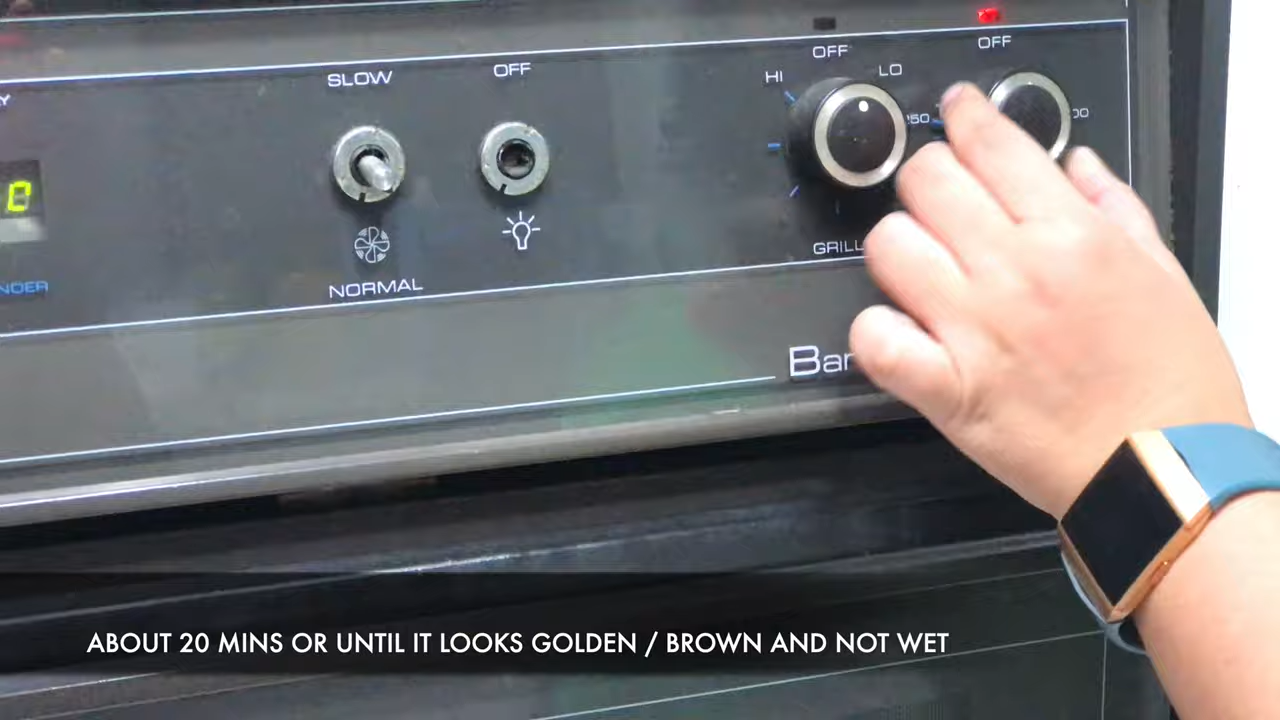 SLOW
OFF
OFF
OFF
HI
LO
GRILL
NORMAL
ABOUT 20 MINS OR UNTIL IT LOOKS GOLDEN / BROWN AND NOT WET